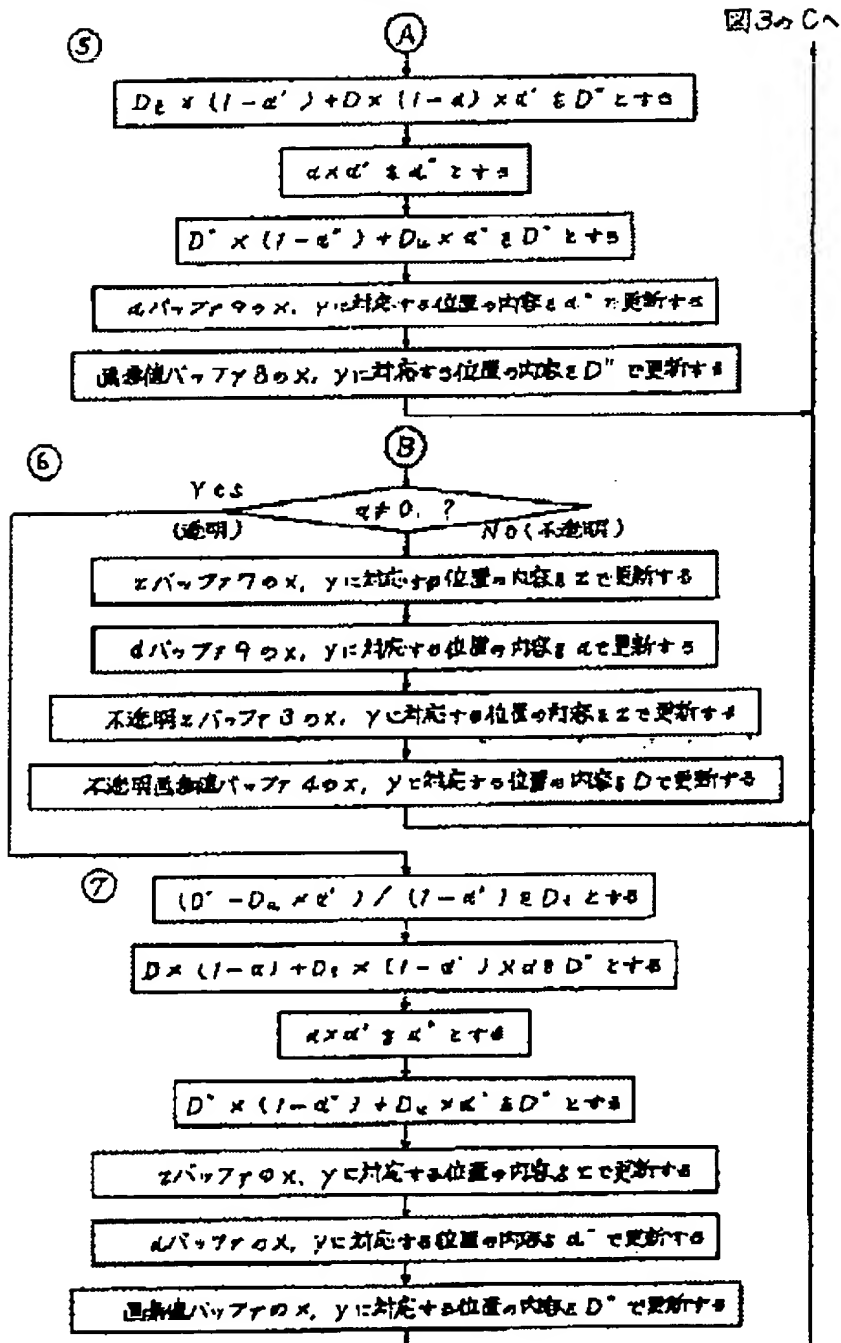 図3のCへ
⑤
A
Dt × (1-α') + D × (1-α) × α' をD"とする
α×α' をα"とする
D" × (1-α") + Du × α" をD"とする
αバッファ9のx, yに対応する位置の内容をα"で更新する
画素値バッファ8のx, yに対応する位置の内容をD"で更新する
⑥
B
Yes
(透明)
α≠0. ?
No (不透明)
zバッファ7のx, yに対応する位置の内容をzで更新する
αバッファ9のx, yに対応する位置の内容をαで更新する
不透明zバッファ3のx, yに対応する位置の内容をzで更新する
不透明画素値バッファ4のx, yに対応する位置の内容をDで更新する
⑦
(D'-Du×α') / (1-α') をDtとする
D×(1-α)+Dt×(1-α')×αをD"とする
α×α' をα"とする
D" × (1-α") + Du ×α" をD"とする
zバッファのx, yに対応する位置の内容をzで更新する
αバッファのx, yに対応する位置の内容をα"で更新する
画素値バッファのx, yに対応する位置の内容をD"で更新する